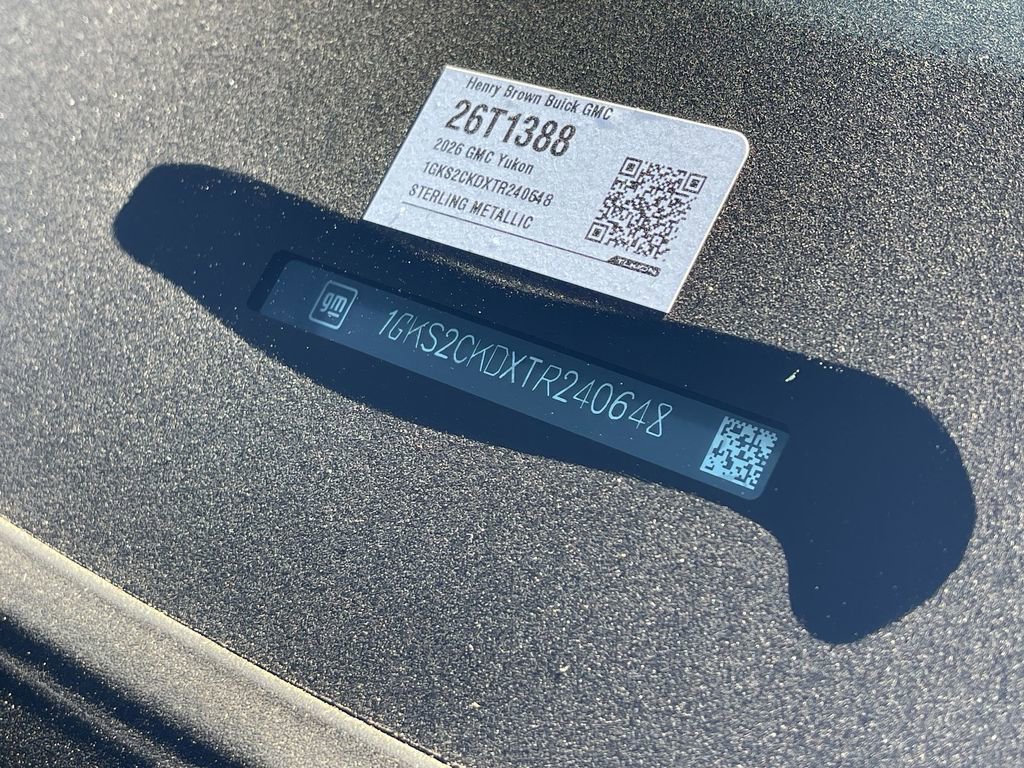 Henry Brown Buick GMC
26T1388
2026 GMC Yukon
1GKS2CKDXTR240648
STERLING METALLIC
gm
1GKS2CKDXTR240648